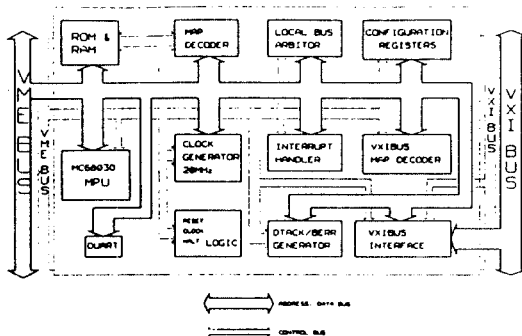 ROM &
RAM
MAP
DECODER
LOCAL BUS
ARBITOR
CONFIGURATION
REGISTERS
VME BUS
VME BUS
VXI BUS
VXI BUS
MC68030
MPU
CLOCK
GENERATOR
20MHz
INTERRUPT
HANDLER
VXIBUS
MAP DECODER
DUART
RESET
CLOCK
HALT LOGIC
DTACK/BERR
GENERATOR
VXIBUS
INTERFACE
ADDRESS, DATA BUS
CONTROL BUS